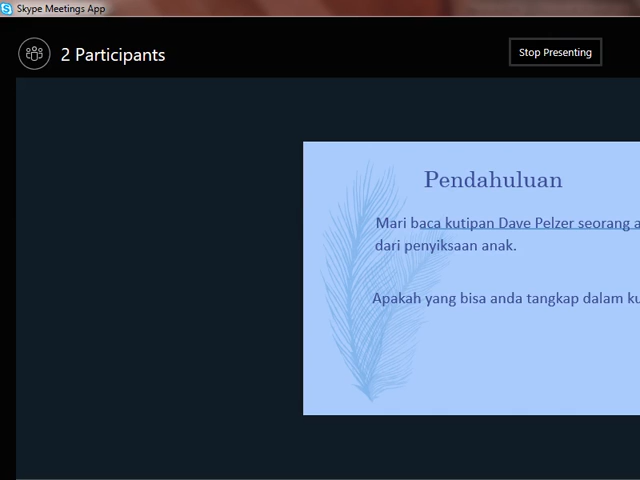 Skype Meetings App
2 Participants
Stop Presenting
Pendahuluan
Mari baca kutipan Dave Pelzer seorang a
dari penyiksaan anak.
Apakah yang bisa anda tangkap dalam ku